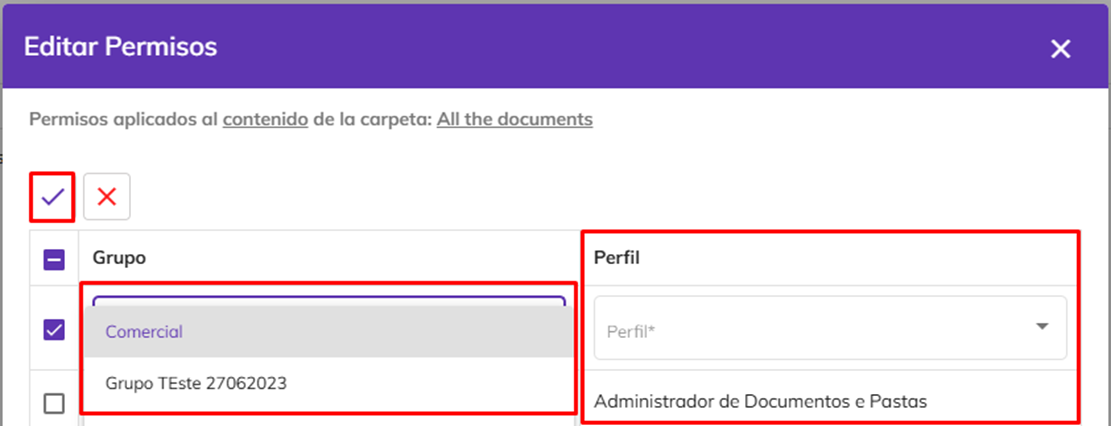 Editar Permisos
Permisos aplicados al contenido de la carpeta: All the documents
Grupo
Perfil
Comercial
Perfil*
Grupo TEste 27062023
Administrador de Documentos e Pastas